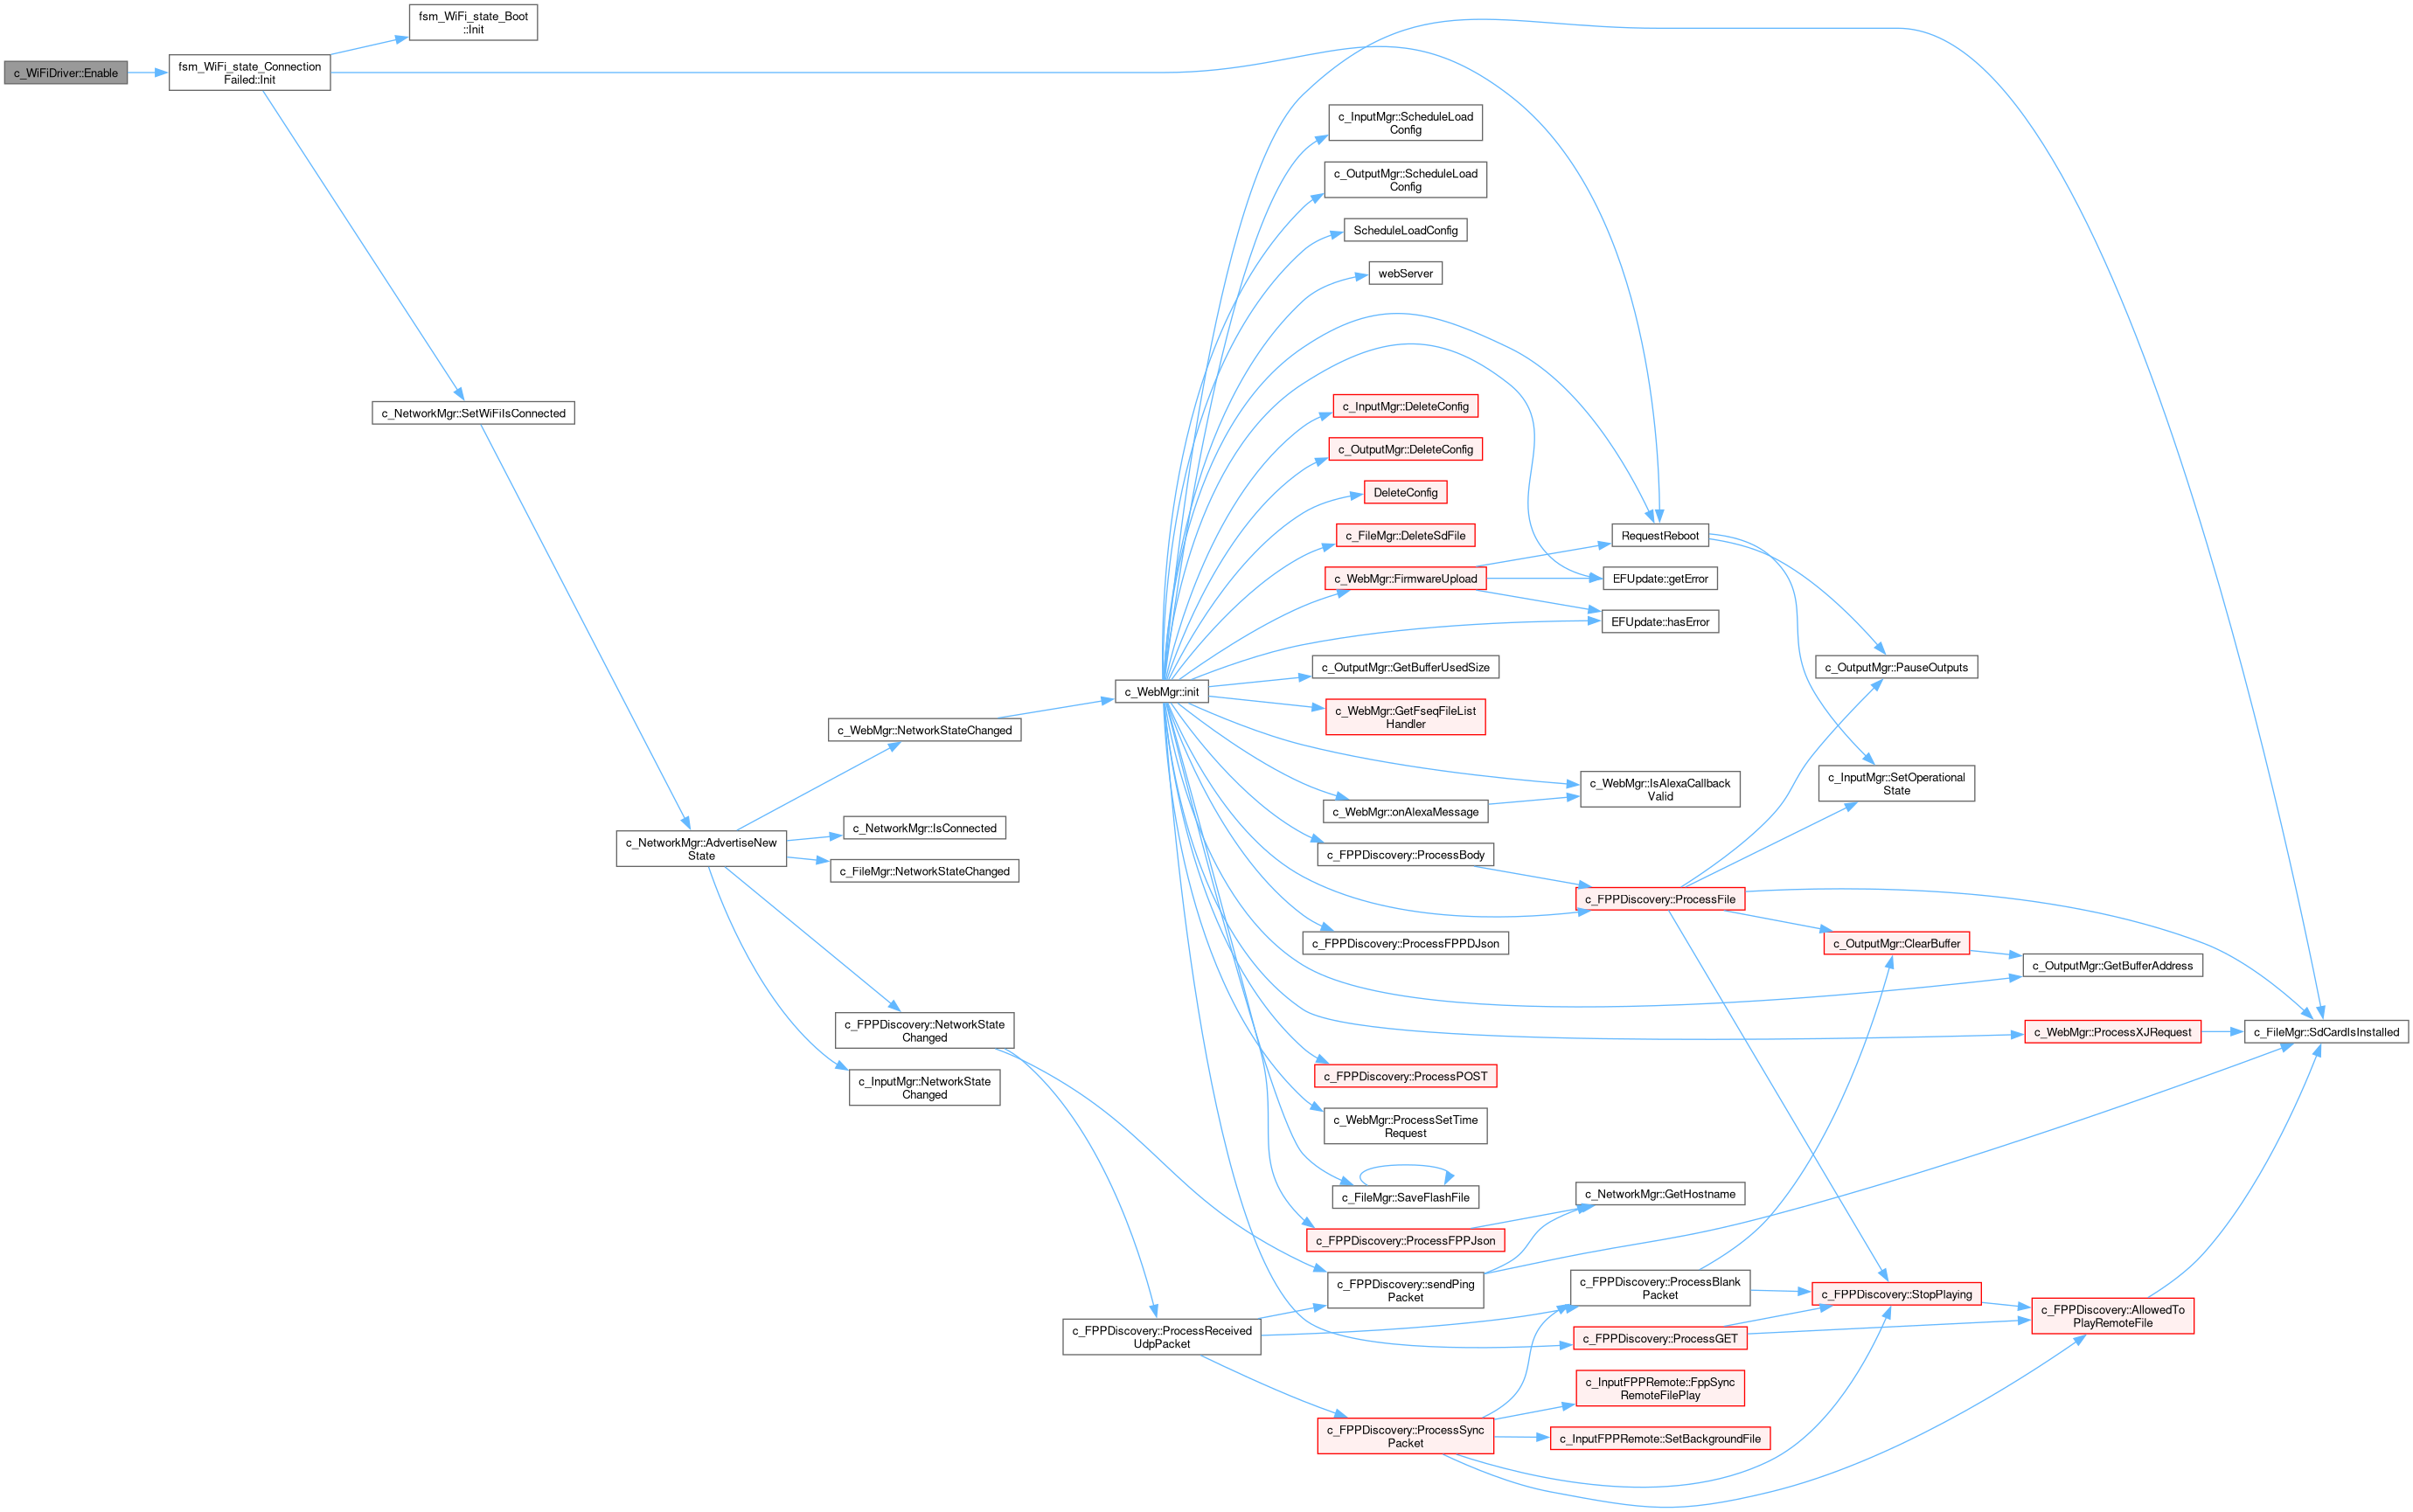 c_WiFiDriver::Enable
fsm_WiFi_state_Connection
Failed::Init
fsm_WiFi_state_Boot
::Init
c_NetworkMgr::SetWiFiIsConnected
c_NetworkMgr::AdvertiseNew
State
c_WebMgr::NetworkStateChanged
c_NetworkMgr::IsConnected
c_FileMgr::NetworkStateChanged
c_FPPDiscovery::NetworkState
Changed
c_InputMgr::NetworkState
Changed
c_WebMgr::init
c_FPPDiscovery::ProcessReceived
UdpPacket
c_InputMgr::ScheduleLoad
Config
c_OutputMgr::ScheduleLoad
Config
ScheduleLoadConfig
webServer
c_InputMgr::DeleteConfig
c_OutputMgr::DeleteConfig
DeleteConfig
c_FileMgr::DeleteSdFile
c_WebMgr::FirmwareUpload
c_OutputMgr::GetBufferUsedSize
c_WebMgr::GetFseqFileList
Handler
c_WebMgr::onAlexaMessage
c_FPPDiscovery::ProcessBody
c_FPPDiscovery::ProcessFPPDJson
c_FPPDiscovery::ProcessPOST
c_WebMgr::ProcessSetTime
Request
c_FileMgr::SaveFlashFile
c_FPPDiscovery::ProcessFPPJson
c_FPPDiscovery::sendPing
Packet
c_FPPDiscovery::ProcessSync
Packet
RequestReboot
EFUpdate::getError
EFUpdate::hasError
c_WebMgr::IsAlexaCallback
Valid
c_FPPDiscovery::ProcessFile
c_NetworkMgr::GetHostname
c_FPPDiscovery::ProcessBlank
Packet
c_FPPDiscovery::ProcessGET
c_InputFPPRemote::FppSync
RemoteFilePlay
c_InputFPPRemote::SetBackgroundFile
c_OutputMgr::PauseOutputs
c_InputMgr::SetOperational
State
c_OutputMgr::ClearBuffer
c_FPPDiscovery::StopPlaying
c_OutputMgr::GetBufferAddress
c_WebMgr::ProcessXJRequest
c_FPPDiscovery::AllowedTo
PlayRemoteFile
c_FileMgr::SdCardIsInstalled